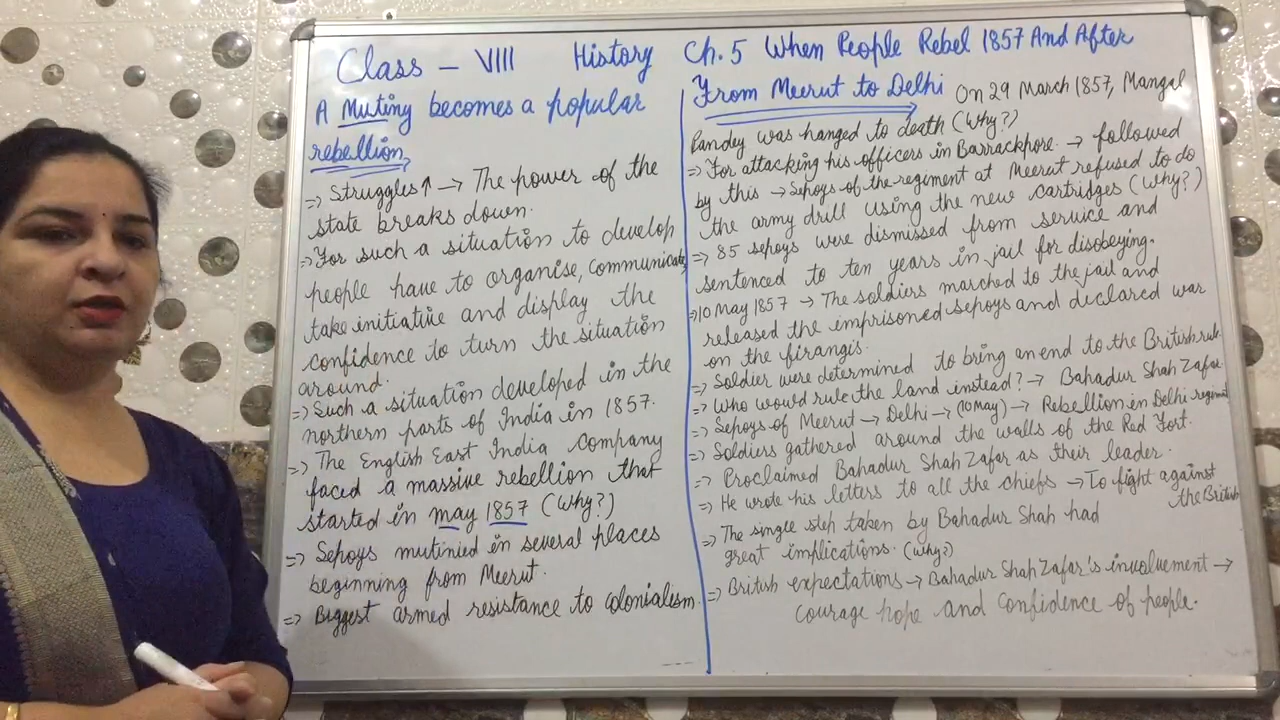 Class - VIII History Ch. 5 When People Rebel 1857 And After
A Mutiny becomes a popular
rebellion
⇒ Struggles↑ → The power of the
state breaks down.
⇒ For such a situation to develop
people have to organise, communicate,
take initiative and display the
confidence to turn the situation
around.
⇒ Such a situation developed in the
northern parts of India in 1857.
⇒ The English East India Company
faced a massive rebellion that
started in may 1857 (Why?)
⇒ Sepoys mutinied in several places
beginning from Meerut.
⇒ Biggest armed resistance to colonialism.
From Meerut to Delhi On 29 March 1857, Mangal
Pandey was hanged to death (Why?)
⇒ For attacking his officers in Barrackpore. → followed
by this → Sepoys of the regiment at Meerut refused to do
the army drill using the new cartridges (Why?)
⇒ 85 sepoys were dismissed from service and
sentenced to ten years in jail for disobeying.
⇒ 10 May 1857 → The soldiers marched to the jail and
released the imprisoned sepoys and declared war
on the firangis.
⇒ Soldier were determined to bring an end to the British rule.
⇒ Who would rule the land instead? → Bahadur Shah Zafar.
⇒ Sepoys of Meerut → Delhi → (10 May) → Rebellion in Delhi regiment
⇒ Soldiers gathered around the walls of the Red Fort.
⇒ Proclaimed Bahadur Shah Zafar as their leader.
⇒ He wrote his letters to all the chiefs → To fight against
the British
⇒ The single step taken by Bahadur Shah had
great implications. (Why?)
⇒ British expectations → Bahadur Shah Zafar's involvement →
courage hope and confidence of people.